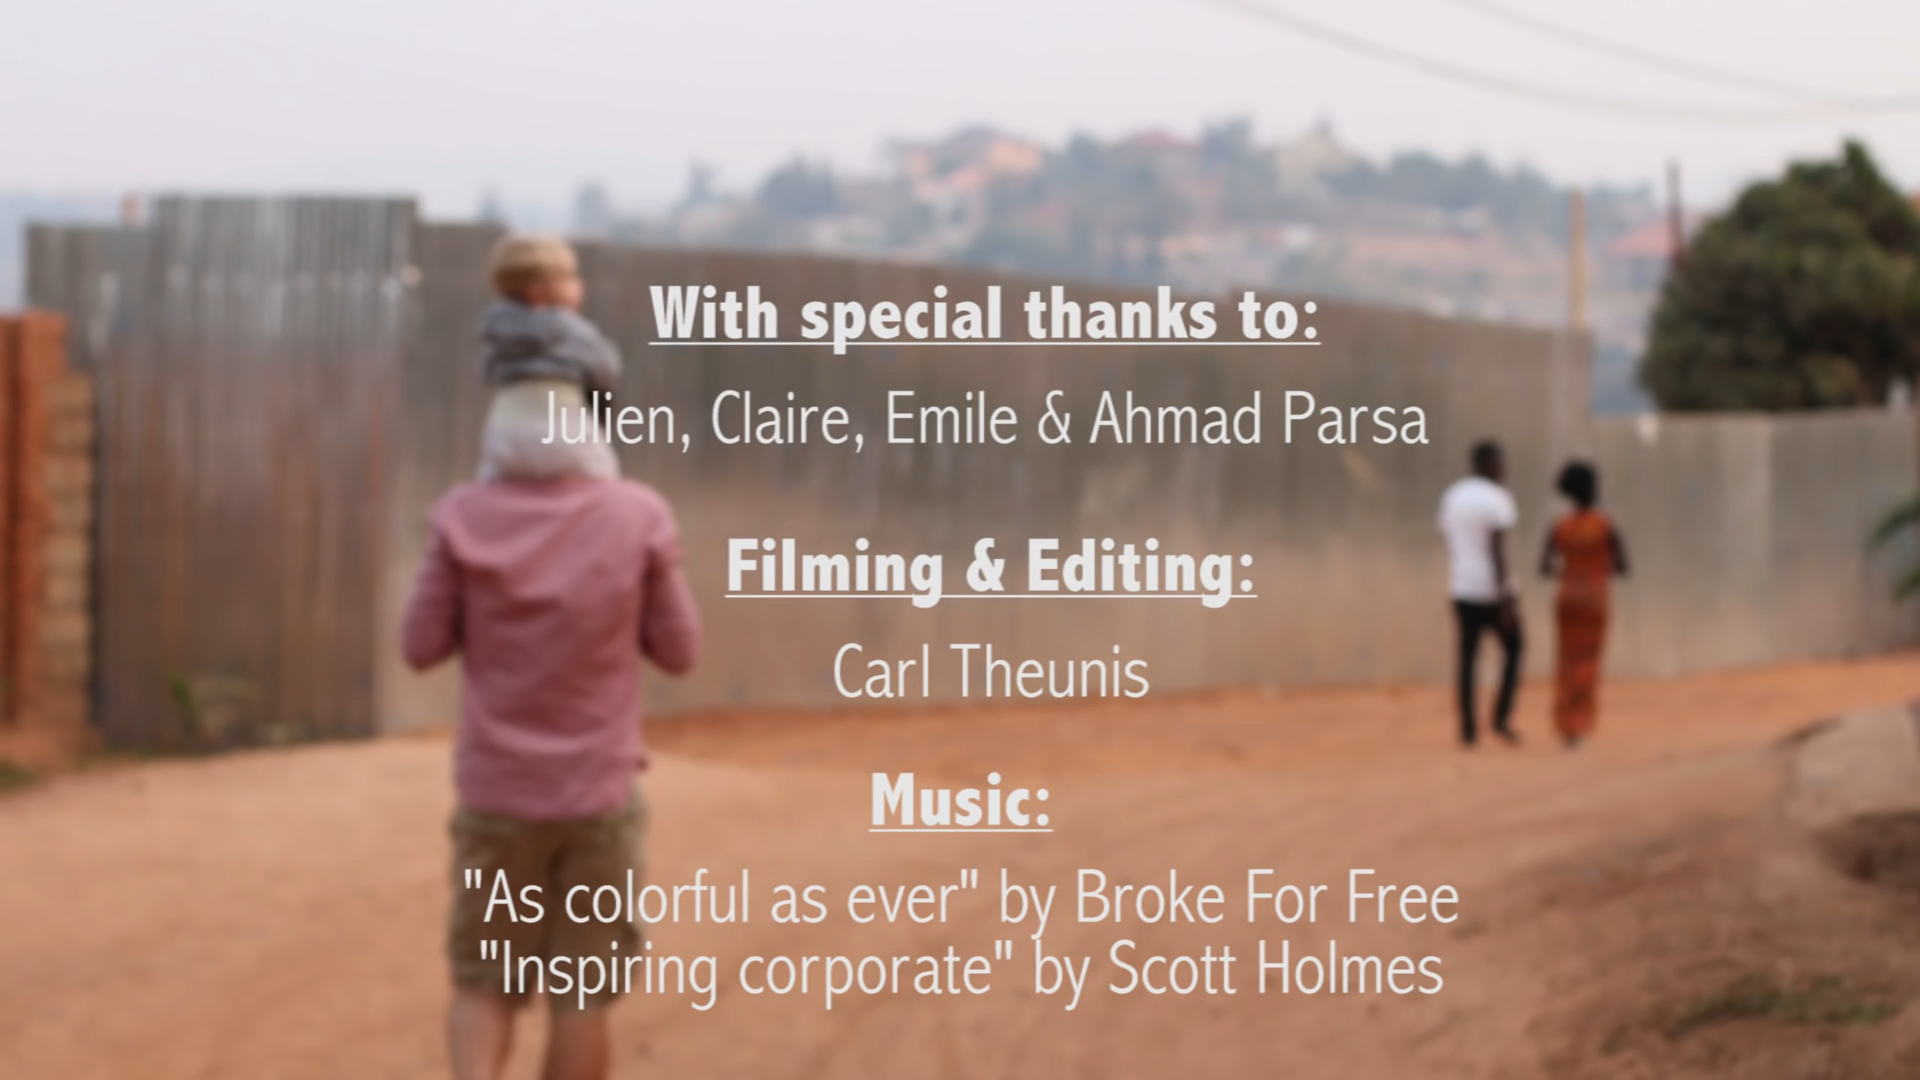 With special thanks to:
Julien, Claire, Emile & Ahmad Parsa
Filming & Editing:
Carl Theunis
Music:
"As colorful as ever" by Broke For Free
"Inspiring corporate" by Scott Holmes